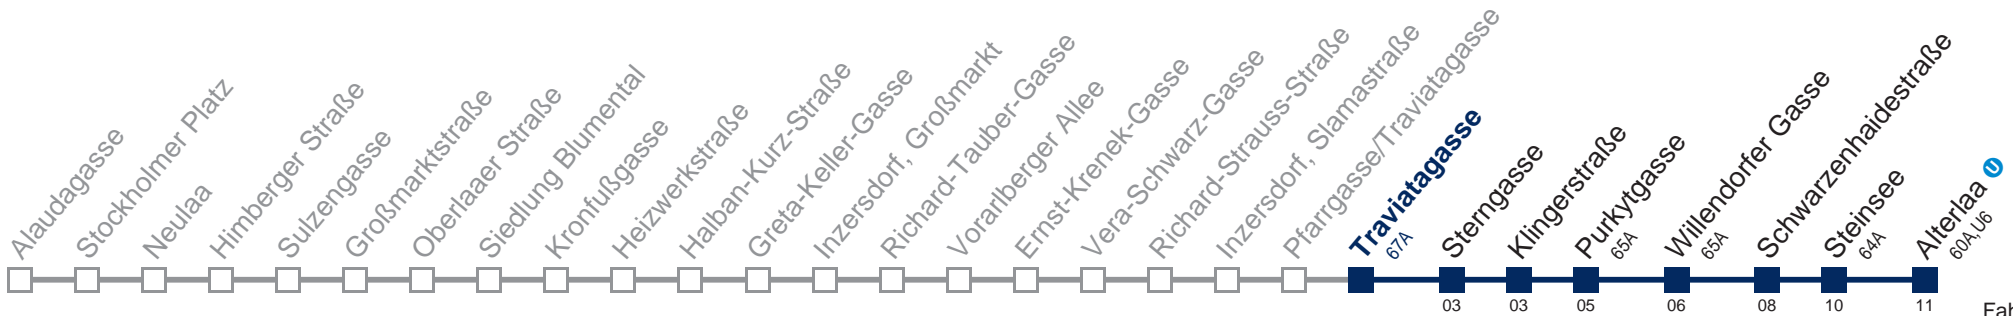 Alaudagasse
Stockholmer Platz
Neulaa
Himberger Straße
Sulzengasse
Großmarktstraße
Oberlaaer Straße
Siedlung Blumental
Kronfußgasse
Heizwerkstraße
Halban-Kurz-Straße
Greta-Keller-Gasse
Inzersdorf, Großmarkt
Richard-Tauber-Gasse
Vorarlberger Allee
Ernst-Krenek-Gasse
Vera-Schwarz-Gasse
Richard-Strauss-Straße
Inzersdorf, Slamastraße
Pfarrgasse/Traviatagasse
Traviatagasse
67A
Sterngasse
03
Klingerstraße
03
Purkytgasse
65A
05
Willendorfer Gasse
65A
06
Schwarzenhaidestraße
08
Steinsee
64A
10
Alterlaa U
60A,U6
11